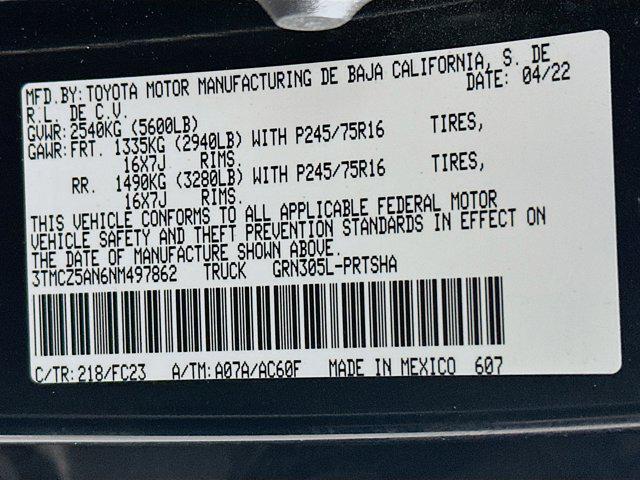 MFD.BY:TOYOTA MOTOR MANUFACTURING DE BAJA CALIFORNIA, S. DE
R.L. DE C.V. DATE: 04/22
GVWR:2540KG (5600LB)
GAWR:FRT. 1335KG (2940LB) WITH P245/75R16 TIRES,
16X7J RIMS.
RR. 1490KG (3280LB) WITH P245/75R16 TIRES,
16X7J RIMS.
THIS VEHICLE CONFORMS TO ALL APPLICABLE FEDERAL MOTOR
VEHICLE SAFETY AND THEFT PREVENTION STANDARDS IN EFFECT ON
THE DATE OF MANUFACTURE SHOWN ABOVE.
3TMCZ5AN6NM497862 TRUCK GRN305L-PRTSHA
C/TR:218/FC23 A/TM:A07A/AC60F MADE IN MEXICO 607